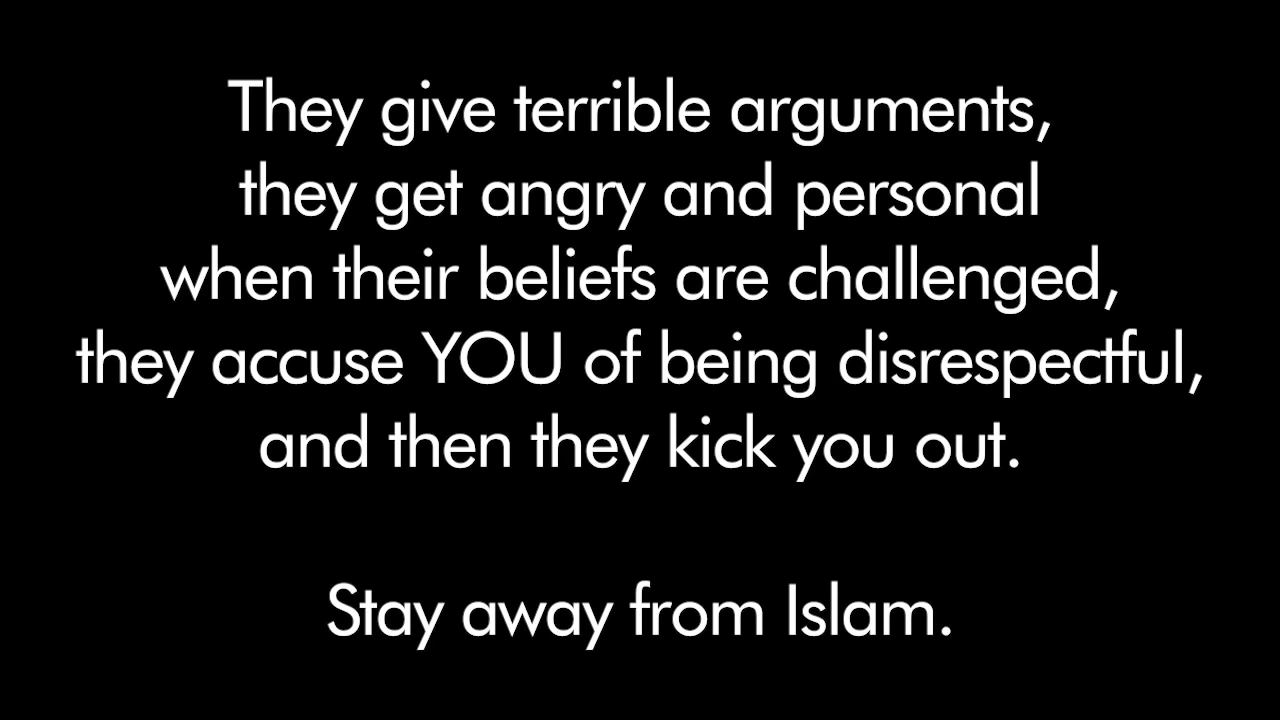 They give terrible arguments,
they get angry and personal
when their beliefs are challenged,
they accuse YOU of being disrespectful,
and then they kick you out.
Stay away from Islam.